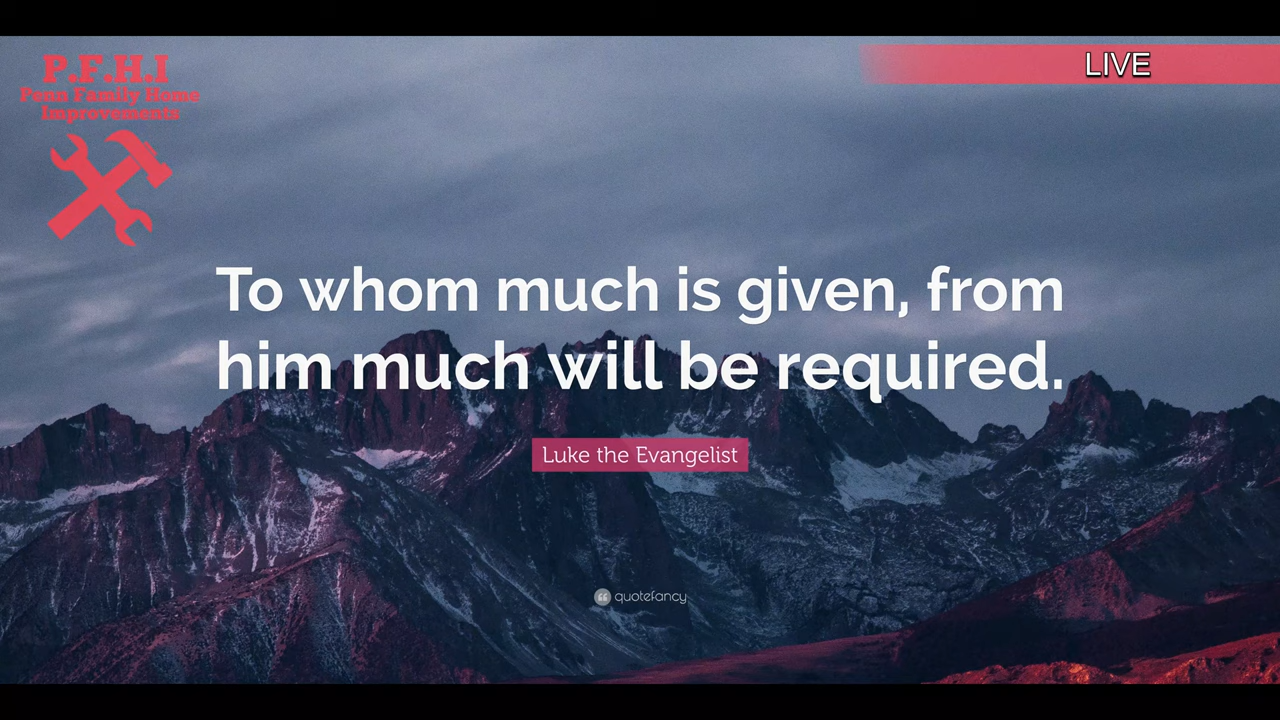 P.F.H.I
Penn Family Home
Improvements
LIVE
To whom much is given, from
him much will be required.
Luke the Evangelist
quotefancy